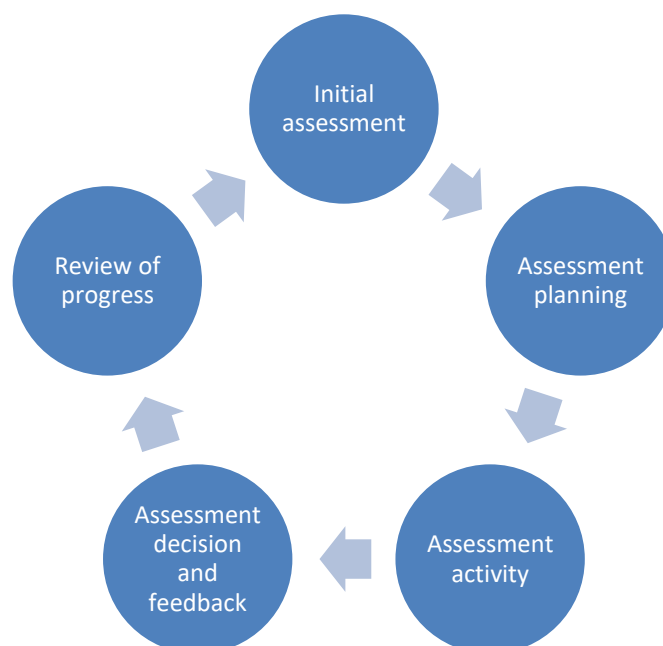 Initial
assessment
Assessment
planning
Assessment
activity
Assessment
decision
and
feedback
Review of
progress